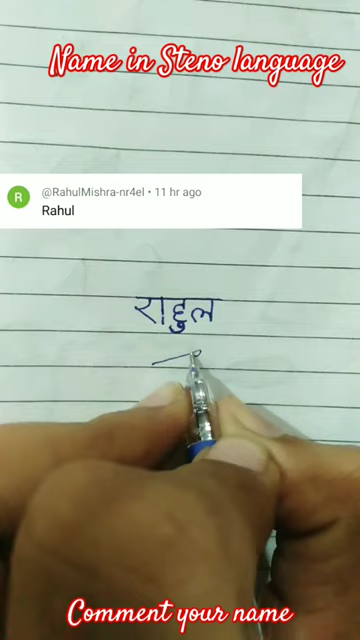 Name in Steno language
R
@RahulMishra-nr4el • 11 hr ago
Rahul
राहुल
Comment your name